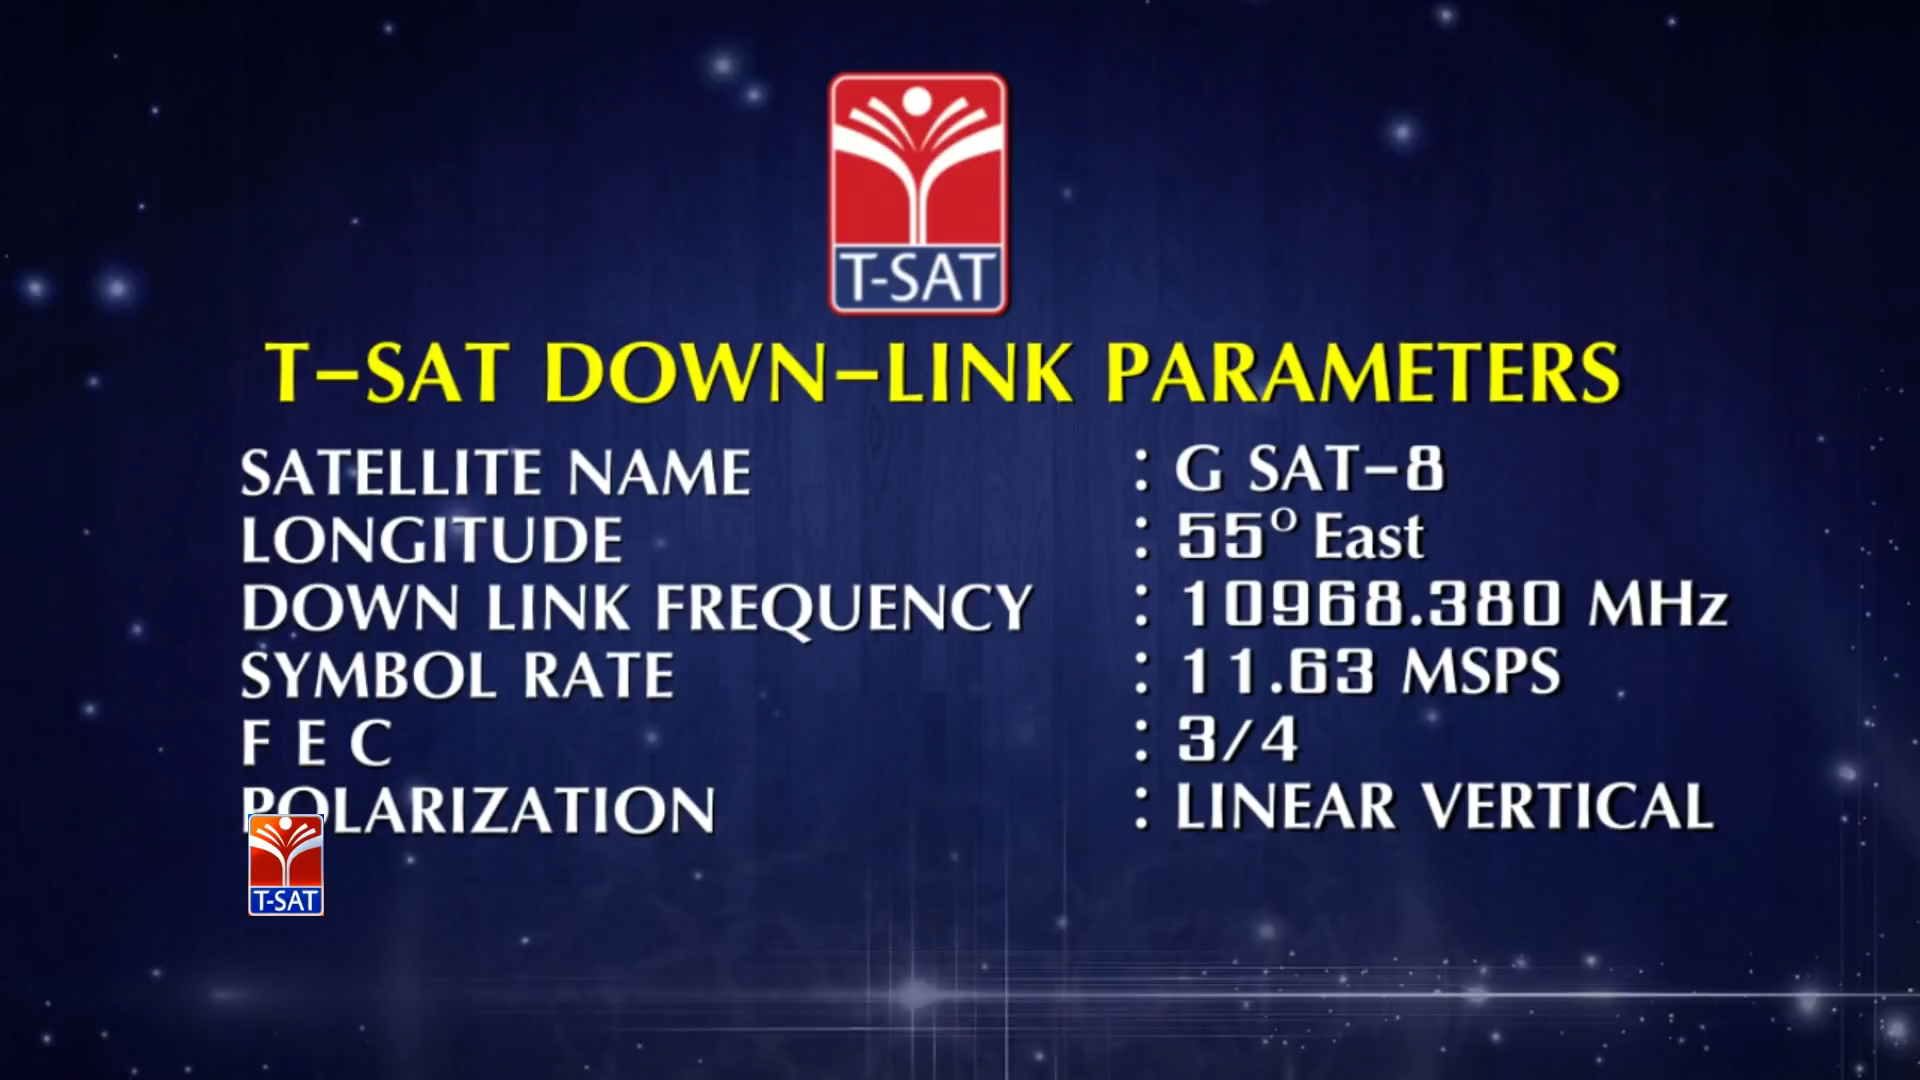 T-SAT
T-SAT DOWN-LINK PARAMETERS
SATELLITE NAME : G SAT-8
LONGITUDE : 55° East
DOWN LINK FREQUENCY : 10968.380 MHz
SYMBOL RATE : 11.63 MSPS
F E C : 3/4
POLARIZATION : LINEAR VERTICAL
T-SAT